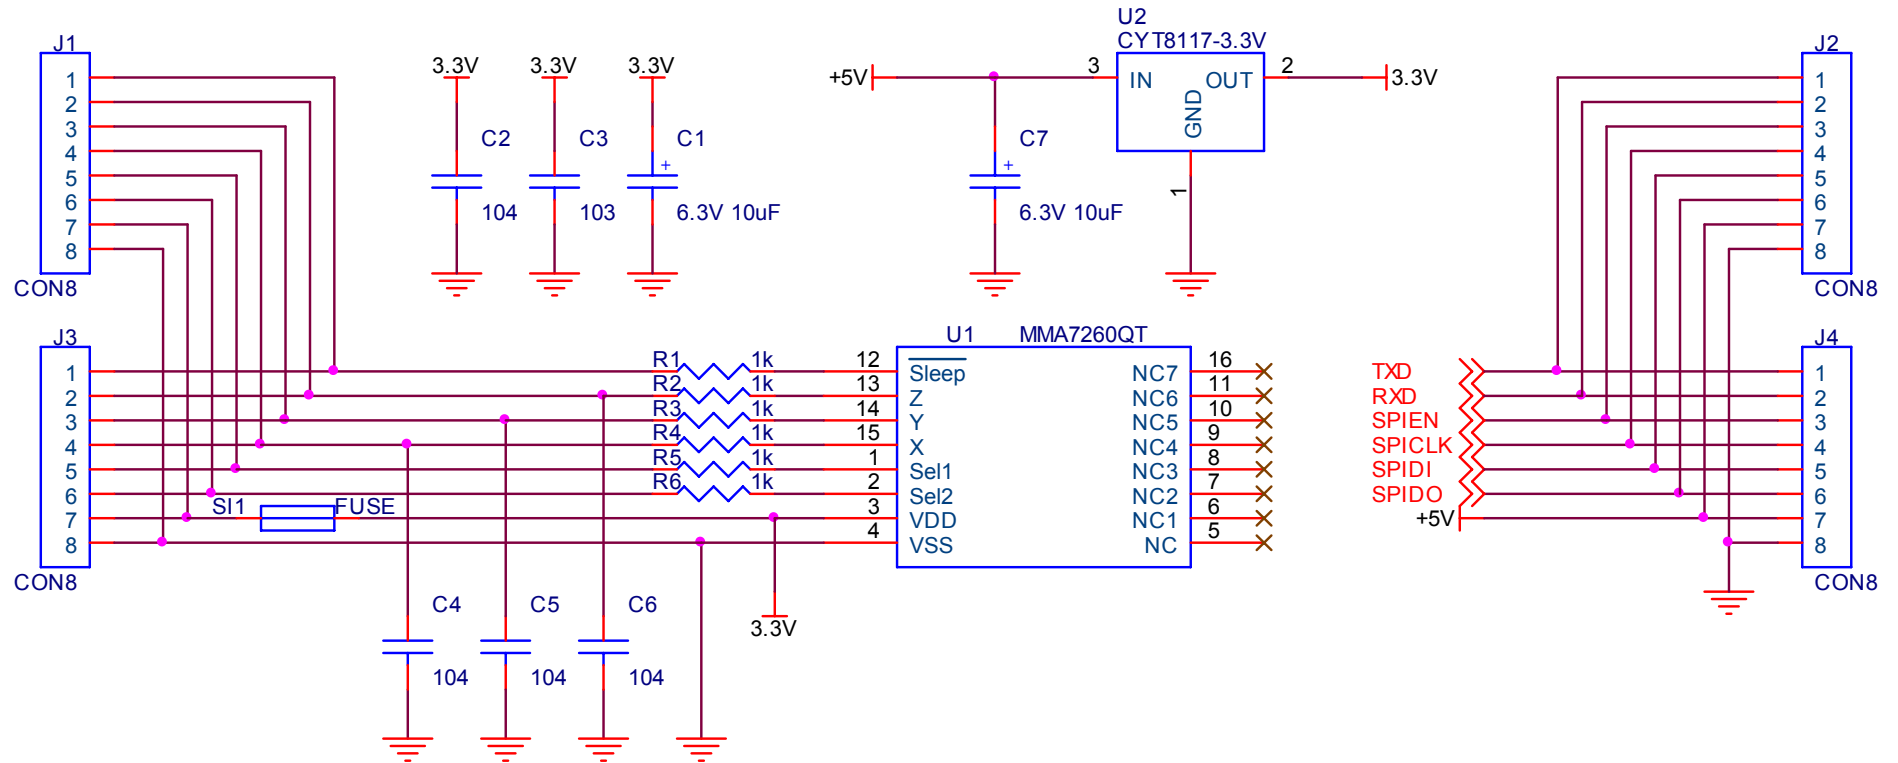 U2
CYT8117-3.3V
J1
1
2
3
4
5
6
7
8
CON8
3.3V
3.3V
3.3V
C2
104
C3
103
C1
+
6.3V 10uF
+5V
3
IN
OUT
GND
2
1
3.3V
C7
+
6.3V 10uF
J2
1
2
3
4
5
6
7
8
CON8
J3
1
2
3
4
5
6
7
8
CON8
SI1
FUSE
R1 1k
R2 1k
R3 1k
R4 1k
R5 1k
R6 1k
U1
MMA7260QT
12 Sleep NC7 16
13 Z NC6 11
14 Y NC5 10
15 X NC4 9
1 Sel1 NC3 8
2 Sel2 NC2 7
3 VDD NC1 6
4 VSS NC 5
C4
104
C5
104
C6
104
3.3V
TXD
RXD
SPIEN
SPICLK
SPIDI
SPIDO
+5V
J4
1
2
3
4
5
6
7
8
CON8